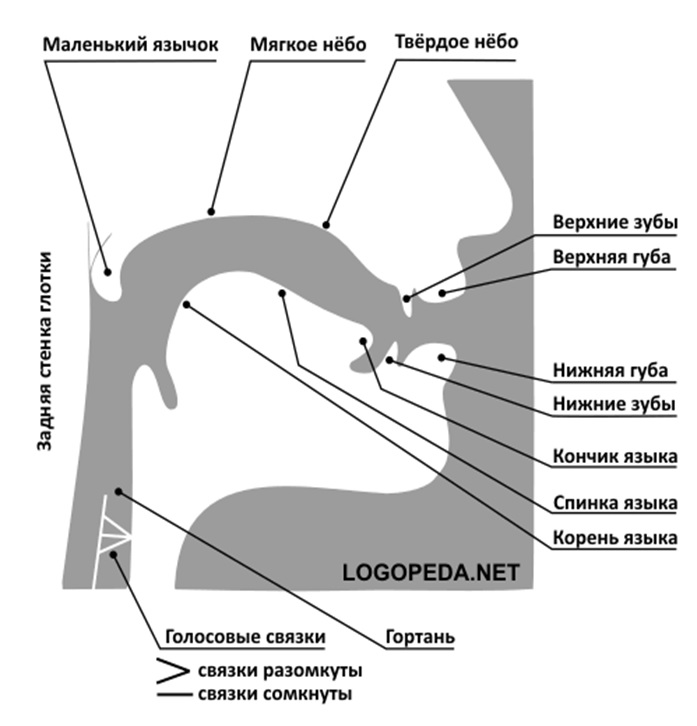 Маленький язычок
Мягкое нёбо
Твёрдое нёбо
Задняя стенка глотки
Верхние зубы
Верхняя губа
Нижняя губа
Нижние зубы
Кончик языка
Спинка языка
Корень языка
LOGOPEDA.NET
Голосовые связки
Гортань
связки разомкуты
связки сомкнуты